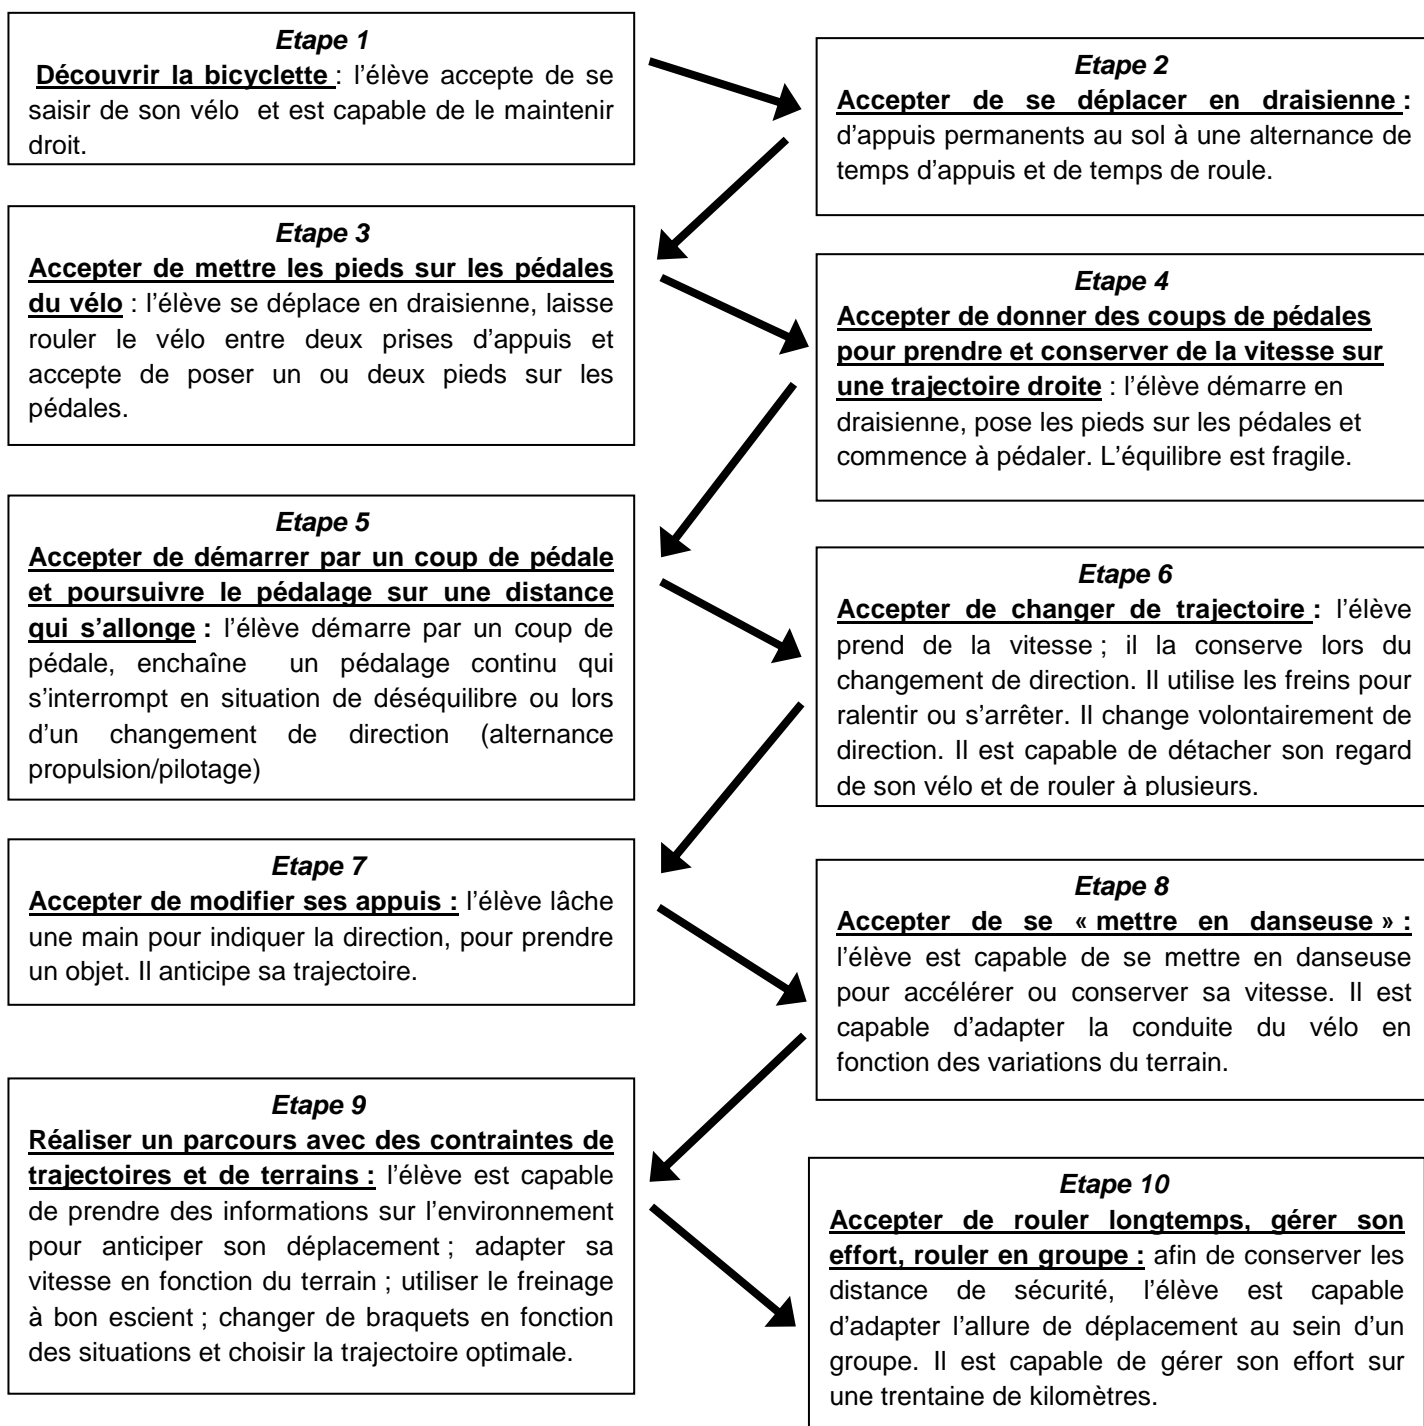 Etape 1
Découvrir la bicyclette : l’élève accepte de se
saisir de son vélo et est capable de le maintenir
droit.
Etape 2
Accepter de se déplacer en draisienne :
d’appuis permanents au sol à une alternance de
temps d’appuis et de temps de roule.
Etape 3
Accepter de mettre les pieds sur les pédales
du vélo : l’élève se déplace en draisienne, laisse
rouler le vélo entre deux prises d’appuis et
accepte de poser un ou deux pieds sur les
pédales.
Etape 4
Accepter de donner des coups de pédales
pour prendre et conserver de la vitesse sur
une trajectoire droite : l’élève démarre en
draisienne, pose les pieds sur les pédales et
commence à pédaler. L’équilibre est fragile.
Etape 5
Accepter de démarrer par un coup de pédale
et poursuivre le pédalage sur une distance
qui s’allonge : l’élève démarre par un coup de
pédale, enchaîne un pédalage continu qui
s’interrompt en situation de déséquilibre ou lors
d’un changement de direction (alternance
propulsion/pilotage)
Etape 6
Accepter de changer de trajectoire : l’élève
prend de la vitesse ; il la conserve lors du
changement de direction. Il utilise les freins pour
ralentir ou s’arrêter. Il change volontairement de
direction. Il est capable de détacher son regard
de son vélo et de rouler à plusieurs.
Etape 7
Accepter de modifier ses appuis : l’élève lâche
une main pour indiquer la direction, pour prendre
un objet. Il anticipe sa trajectoire.
Etape 8
Accepter de se « mettre en danseuse » :
l’élève est capable de se mettre en danseuse
pour accélérer ou conserver sa vitesse. Il est
capable d’adapter la conduite du vélo en
fonction des variations du terrain.
Etape 9
Réaliser un parcours avec des contraintes de
trajectoires et de terrains : l’élève est capable
de prendre des informations sur l’environnement
pour anticiper son déplacement ; adapter sa
vitesse en fonction du terrain ; utiliser le freinage
à bon escient ; changer de braquets en fonction
des situations et choisir la trajectoire optimale.
Etape 10
Accepter de rouler longtemps, gérer son
effort, rouler en groupe : afin de conserver les
distance de sécurité, l’élève est capable
d’adapter l’allure de déplacement au sein d’un
groupe. Il est capable de gérer son effort sur
une trentaine de kilomètres.